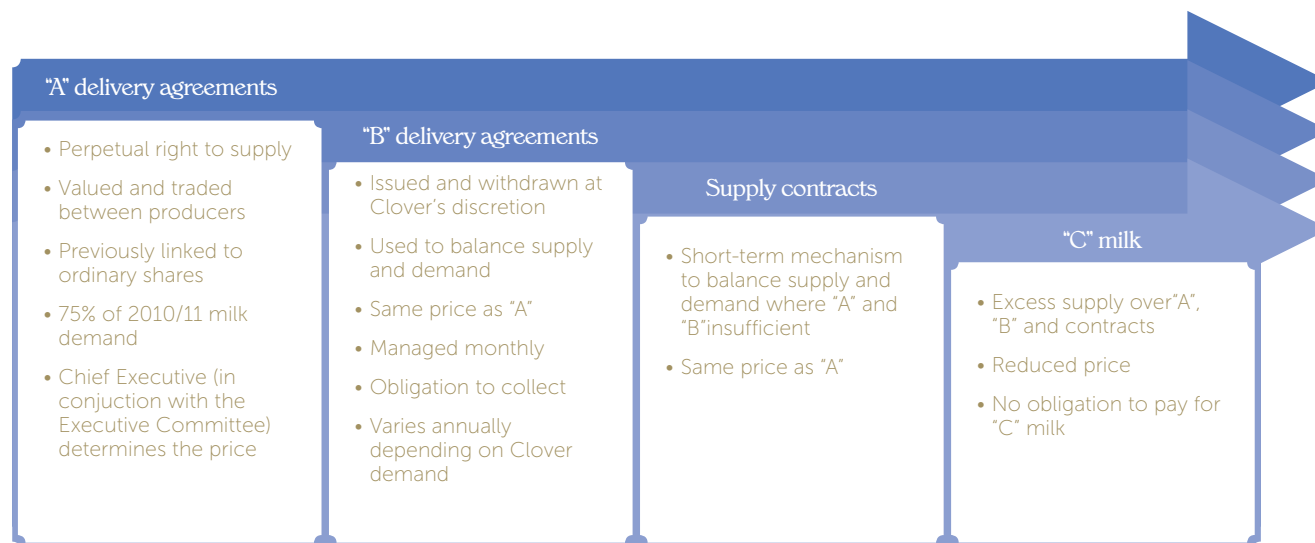 “A” delivery agreements
• Perpetual right to supply
• Valued and traded
between producers
• Previously linked to
ordinary shares
• 75% of 2010/11 milk
demand
• Chief Executive (in
conjuction with the
Executive Committee)
determines the price
“B” delivery agreements
• Issued and withdrawn at
Clover’s discretion
• Used to balance supply
and demand
• Same price as “A”
• Managed monthly
• Obligation to collect
• Varies annually
depending on Clover
demand
Supply contracts
• Short-term mechanism
to balance supply and
demand where “A” and
“B”insufficient
• Same price as “A”
“C” milk
• Excess supply over“A”,
“B” and contracts
• Reduced price
• No obligation to pay for
“C” milk